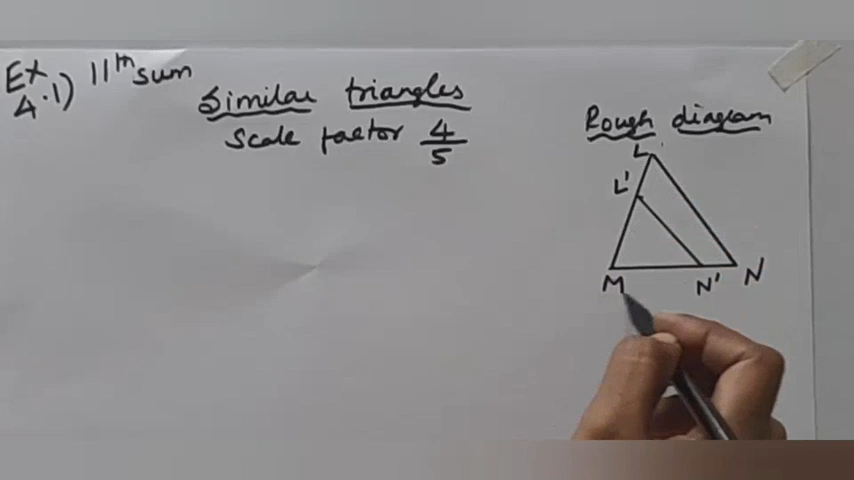 Ex 4.1) 11th sum
Similar triangles
Scale factor 4/5
Rough diagram
L
L'
M
N'
N